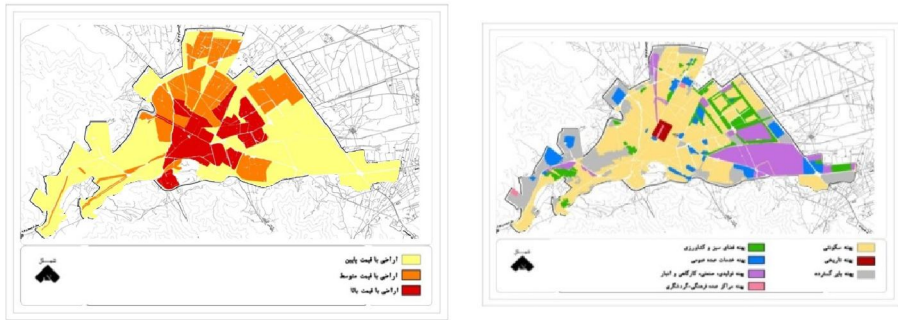 شمال
اراضی با قیمت پایین
اراضی با قیمت متوسط
اراضی با قیمت بالا
شمال
پهنه سکونتی
پهنه تاریخی
پهنه بایر گسترده
پهنه فضای سبز و کشاورزی
پهنه خدمات عمده عمومی
پهنه تولیدی، صنعتی، کارگاهی و انبار
پهنه مراکز عمده فرهنگی-گردشگری